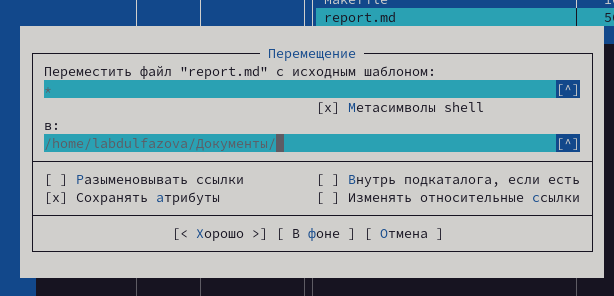 Makefile
report.md
Перемещение
Переместить файл "report.md" с исходным шаблоном:
* [^]
[x] Метасимволы shell
в:
/home/labdulfazova/Документы/ [^]
[ ] Разыменовывать ссылки [ ] Внутрь подкаталога, если есть
[x] Сохранять атрибуты [ ] Изменять относительные ссылки
[< Хорошо >] [ В фоне ] [ Отмена ]